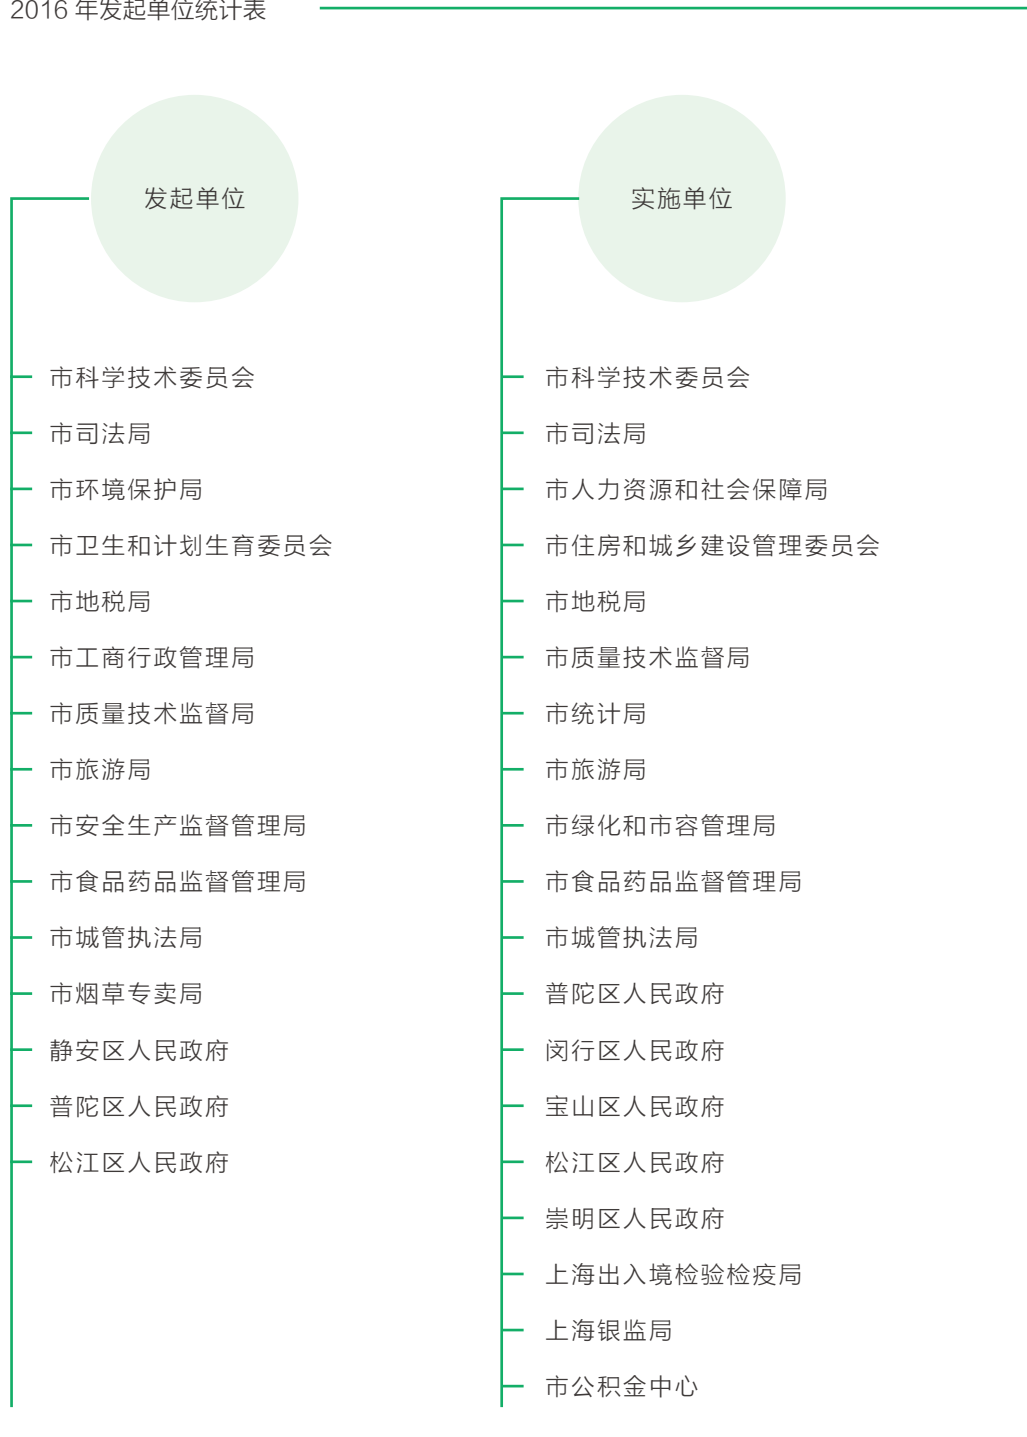 2016 年发起单位统计表
发起单位
市科学技术委员会
市司法局
市环境保护局
市卫生和计划生育委员会
市地税局
市工商行政管理局
市质量技术监督局
市旅游局
市安全生产监督管理局
市食品药品监督管理局
市城管执法局
市烟草专卖局
静安区人民政府
普陀区人民政府
松江区人民政府
实施单位
市科学技术委员会
市司法局
市人力资源和社会保障局
市住房和城乡建设管理委员会
市地税局
市质量技术监督局
市统计局
市旅游局
市绿化和市容管理局
市食品药品监督管理局
市城管执法局
普陀区人民政府
闵行区人民政府
宝山区人民政府
松江区人民政府
崇明区人民政府
上海出入境检验检疫局
上海银监局
市公积金中心